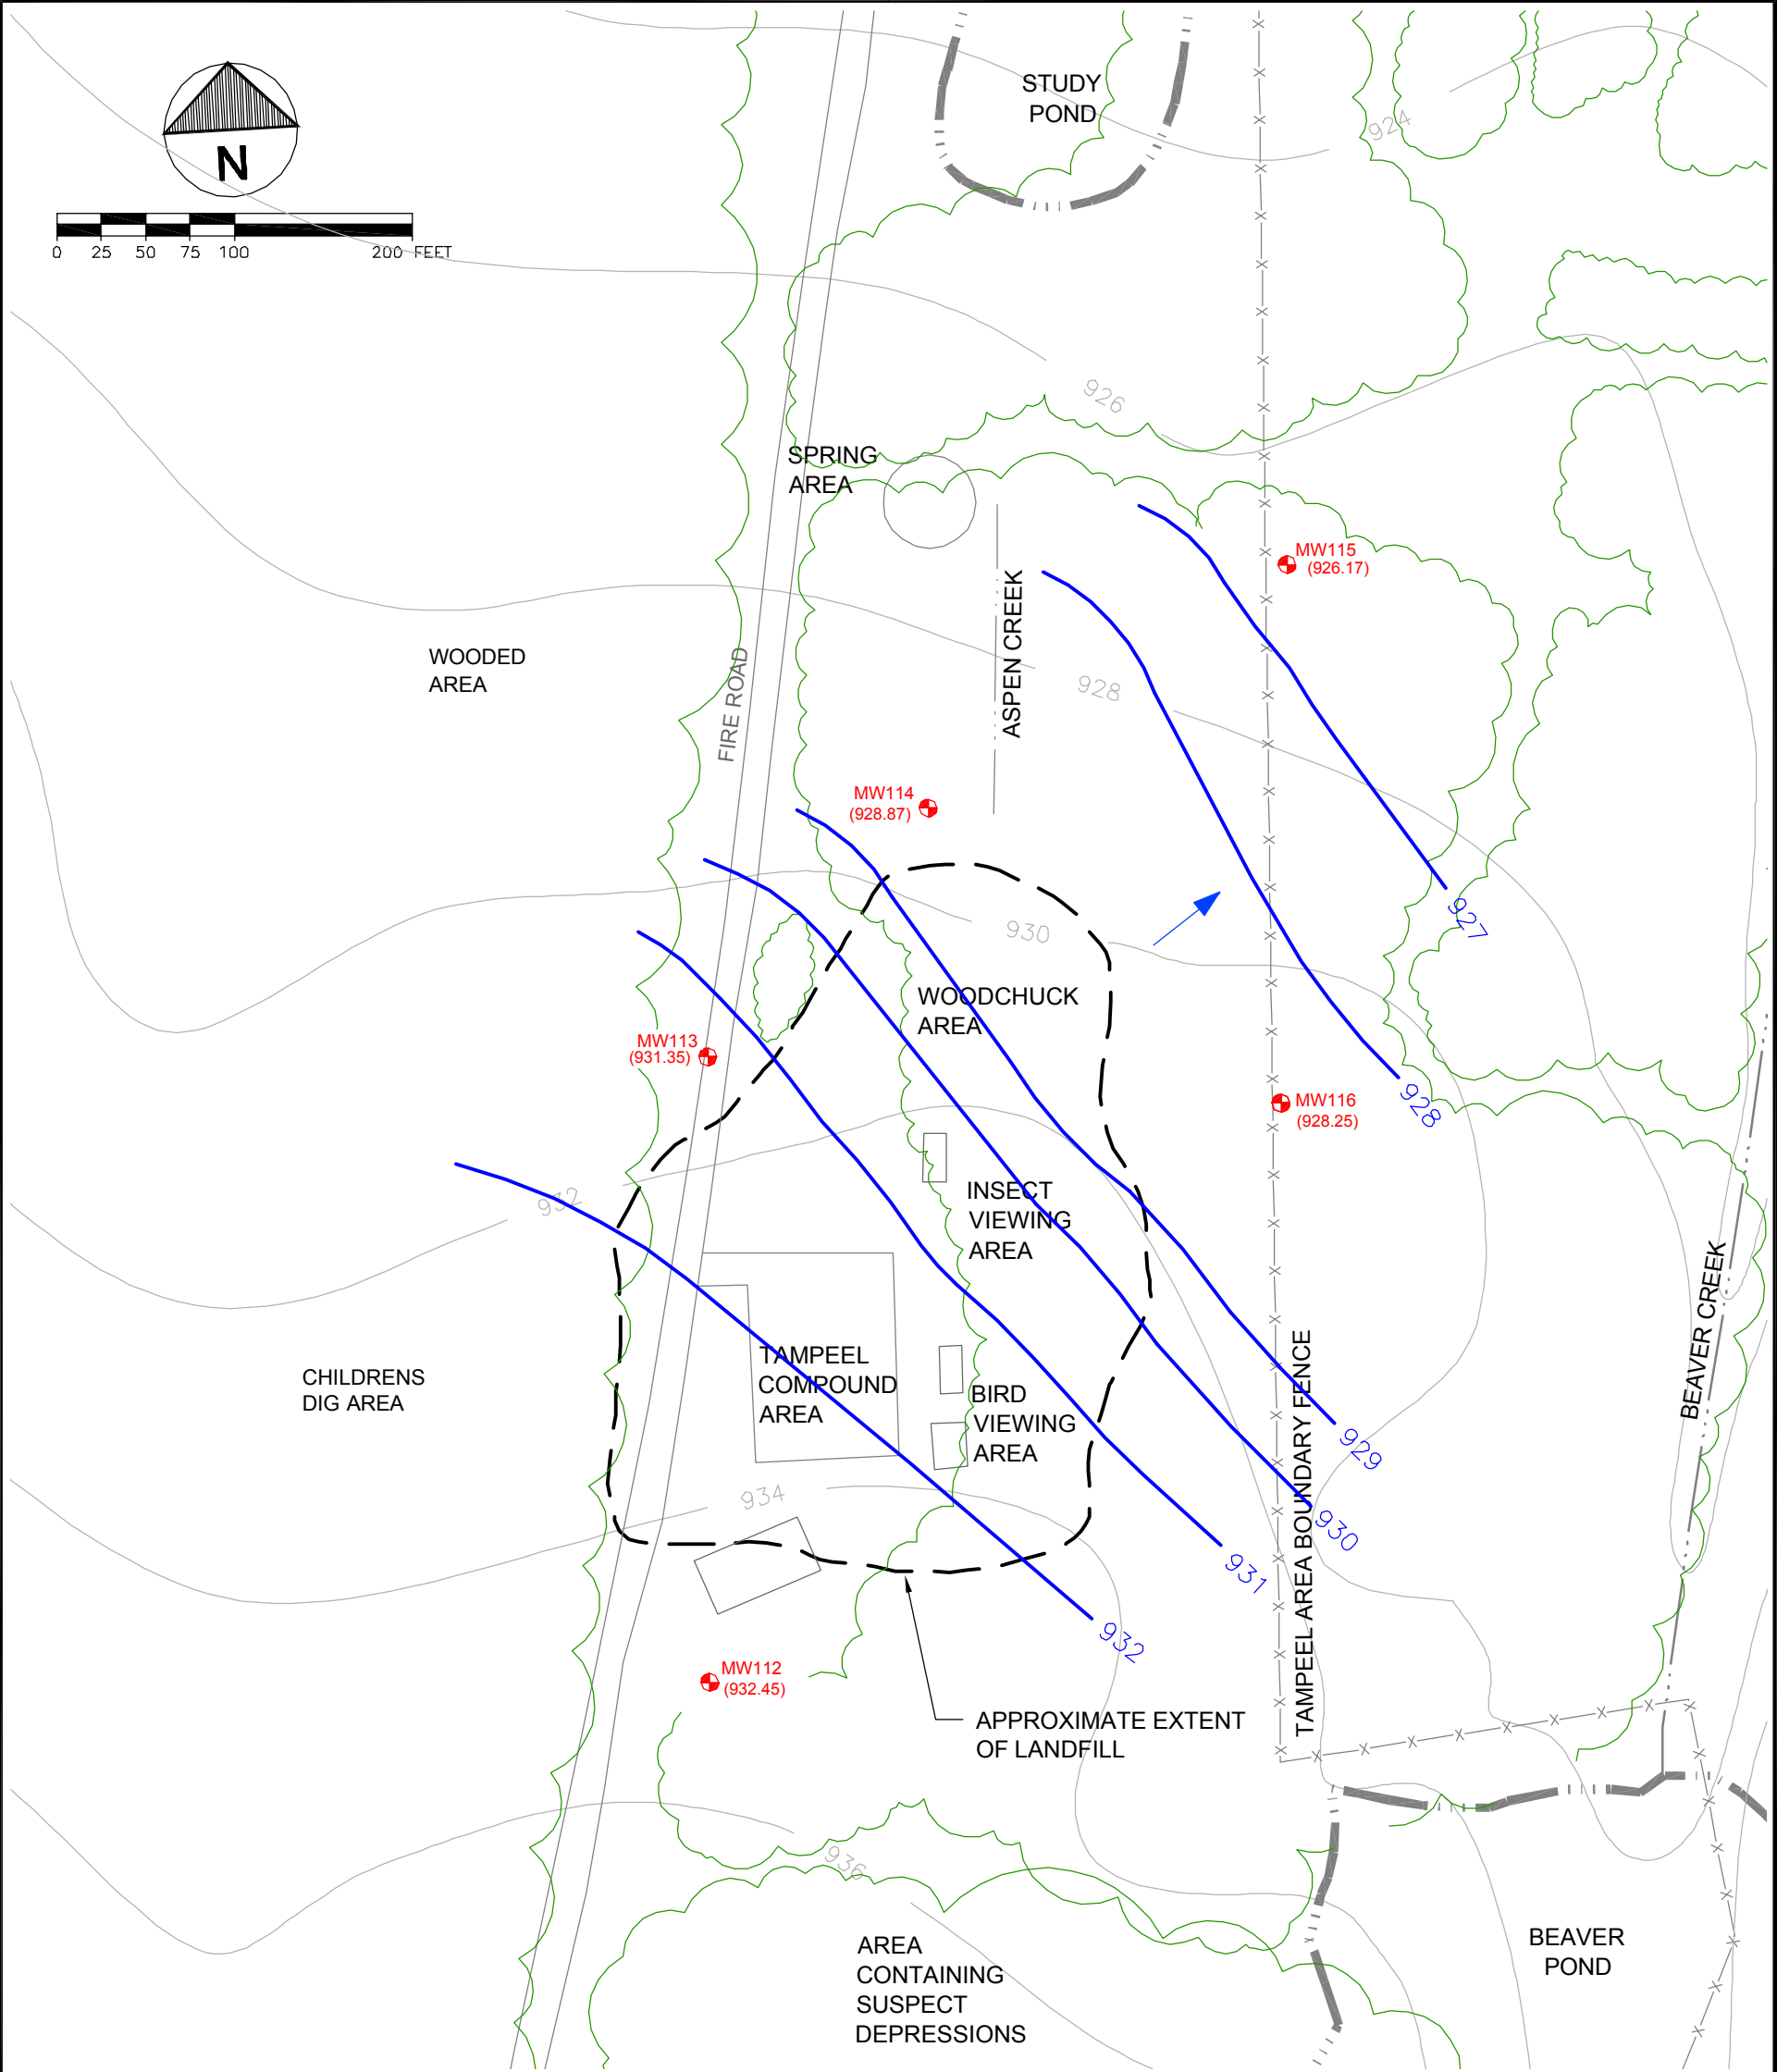 STUDY
POND
924
N
0 25 50 75 100 200 FEET
926
SPRING
AREA
MW115
(926.17)
ASPEN CREEK
WOODED
AREA
FIRE ROAD
928
MW114
(928.87)
927
930
WOODCHUCK
AREA
MW113
(931.35)
MW116
(928.25)
928
932
INSECT
VIEWING
AREA
BEAVER CREEK
TAMPEEL
COMPOUND
AREA
CHILDRENS
DIG AREA
BIRD
VIEWING
AREA
TAMPEEL AREA BOUNDARY FENCE
929
934
930
931
932
MW112
(932.45)
APPROXIMATE EXTENT
OF LANDFILL
936
AREA
CONTAINING
SUSPECT
DEPRESSIONS
BEAVER
POND